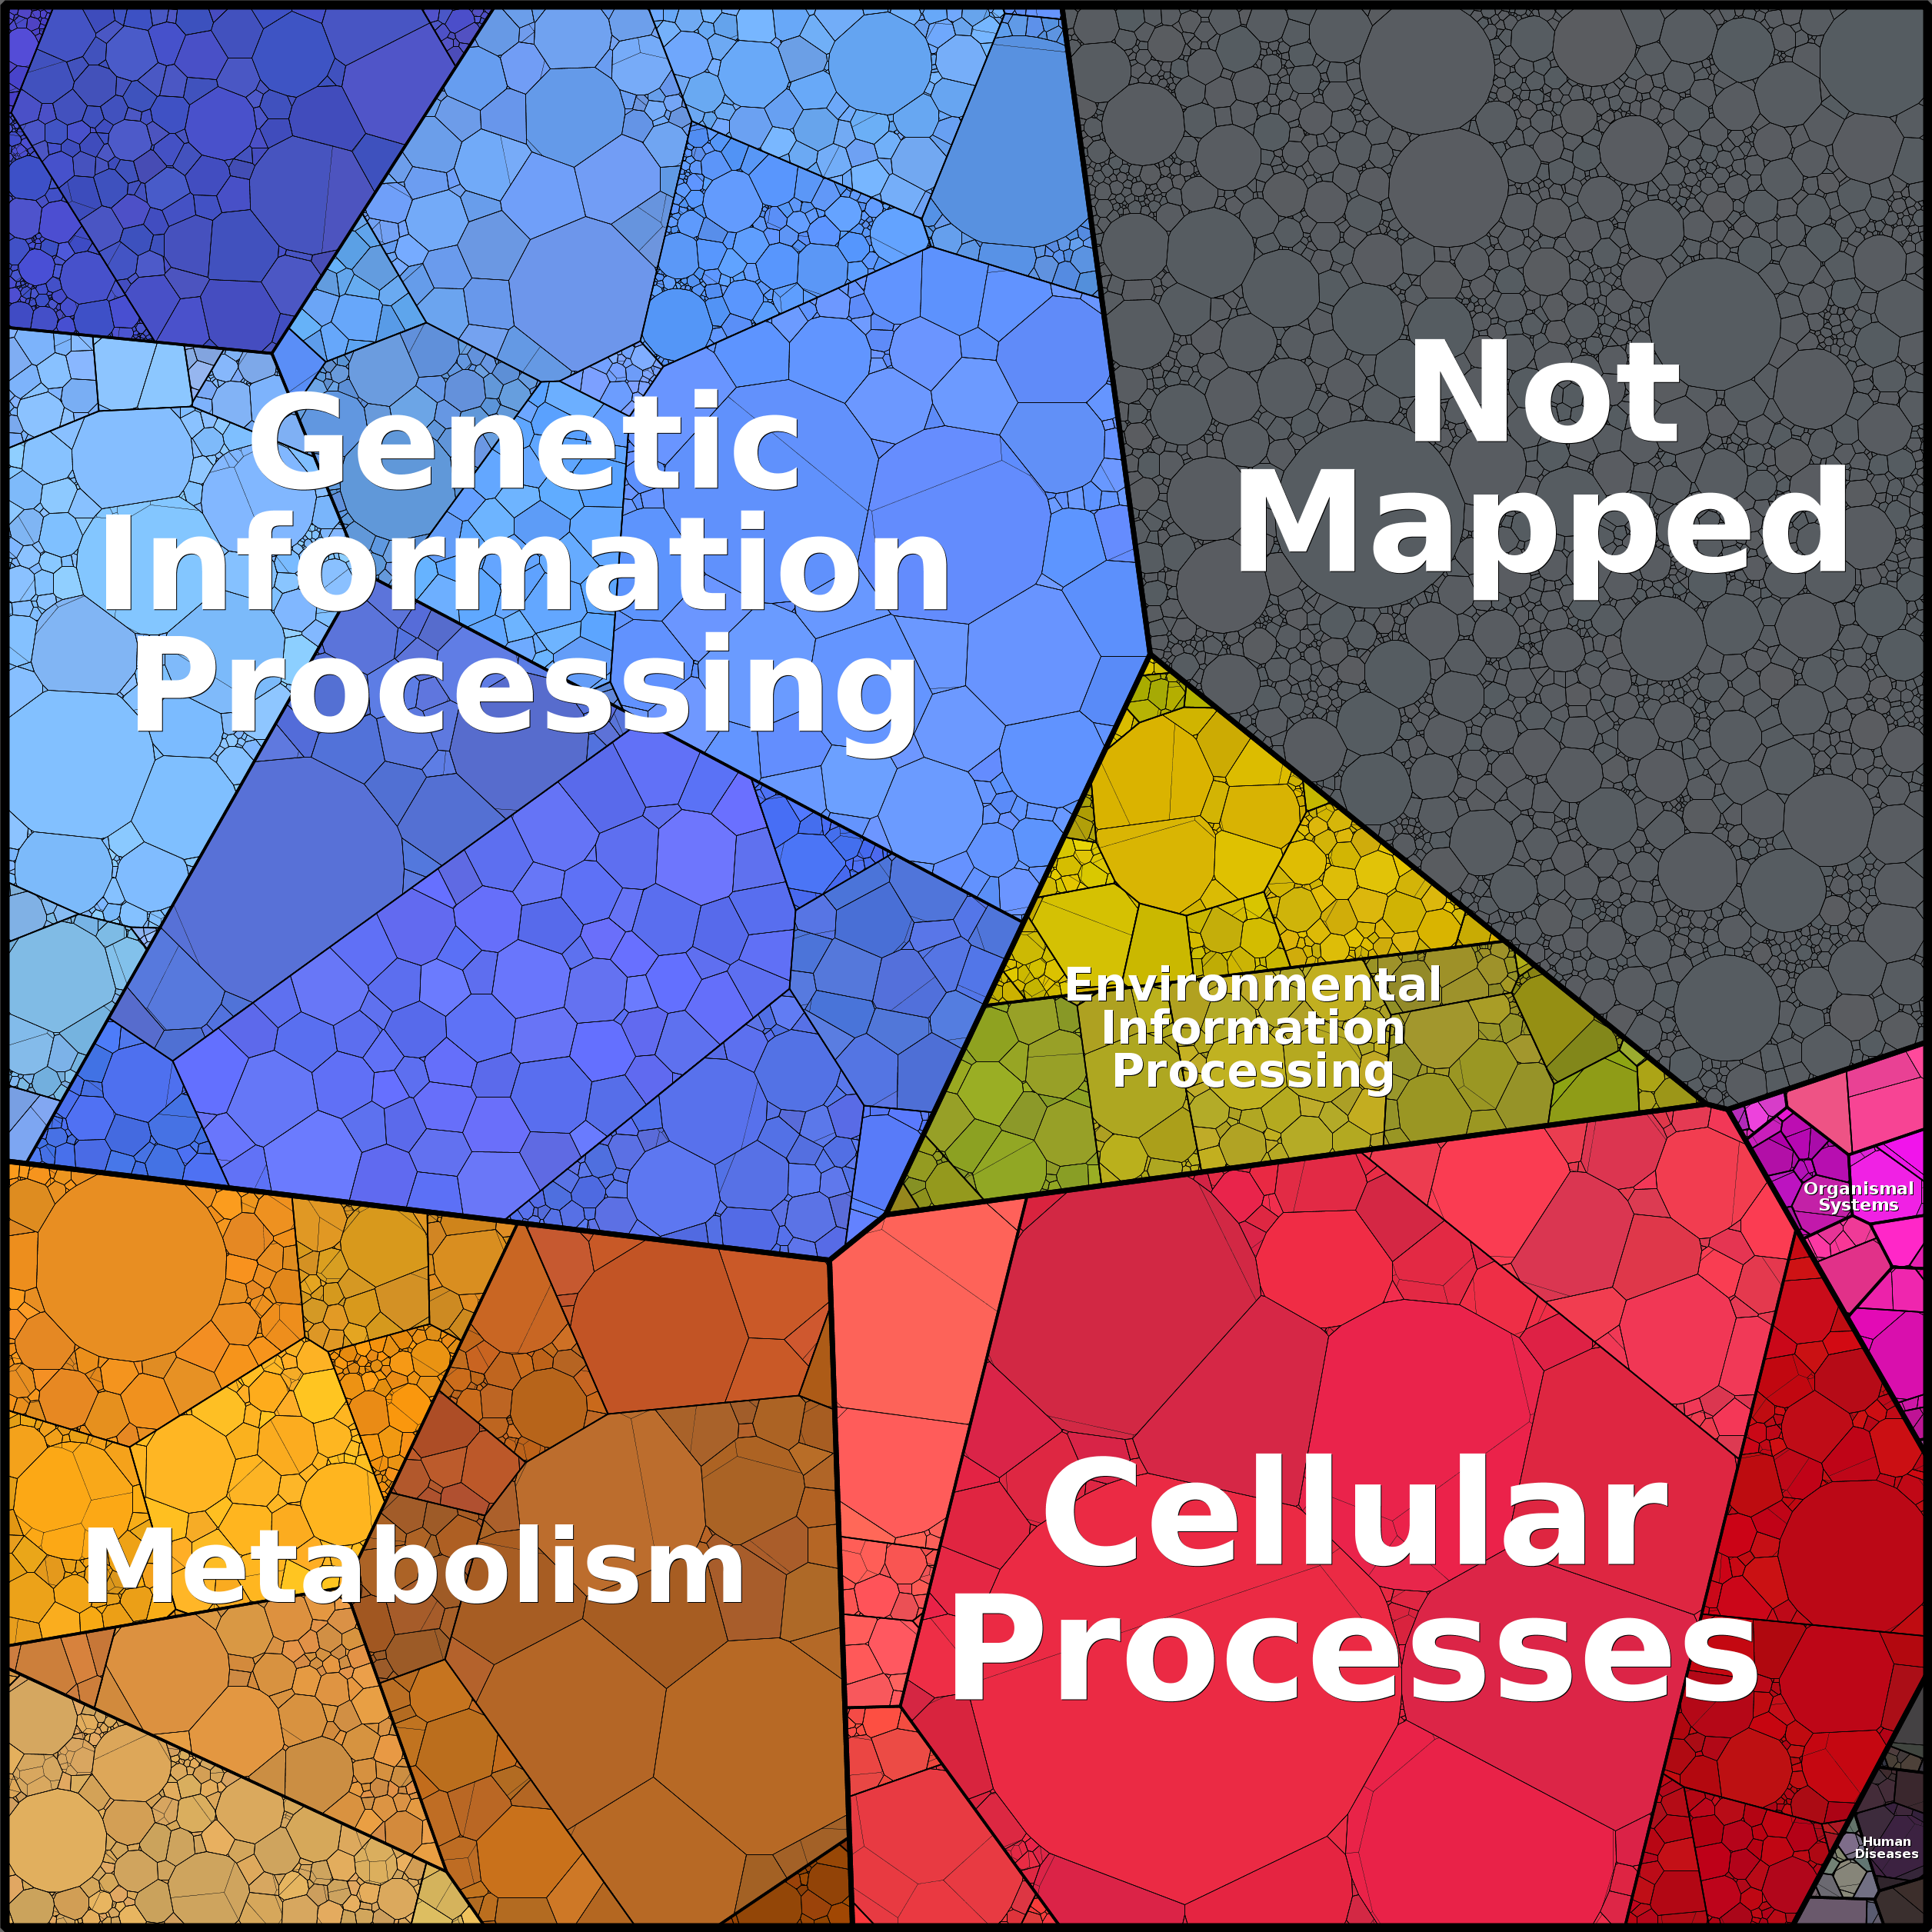 Genetic
Information
Processing
Not
Mapped
Environmental
Information
Processing
Organismal
Systems
Metabolism
Cellular
Processes
Human
Diseases